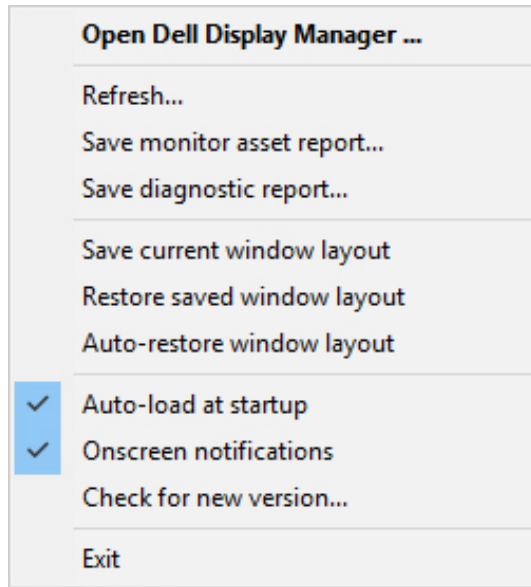 Open Dell Display Manager ...
Refresh...
Save monitor asset report...
Save diagnostic report...
Save current window layout
Restore saved window layout
Auto-restore window layout
Auto-load at startup
Onscreen notifications
Check for new version...
Exit